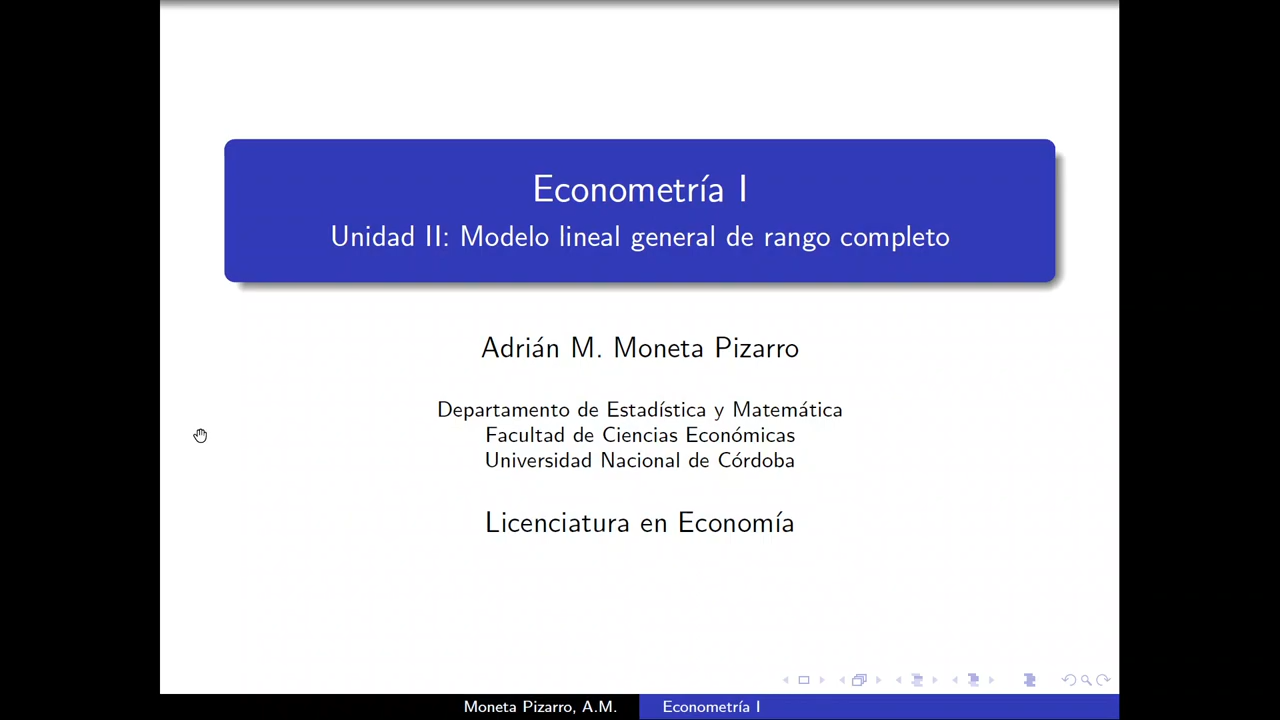 Econometría I
Unidad II: Modelo lineal general de rango completo
Adrián M. Moneta Pizarro
Departamento de Estadística y Matemática
Facultad de Ciencias Económicas
Universidad Nacional de Córdoba
Licenciatura en Economía
Moneta Pizarro, A.M.
Econometría I